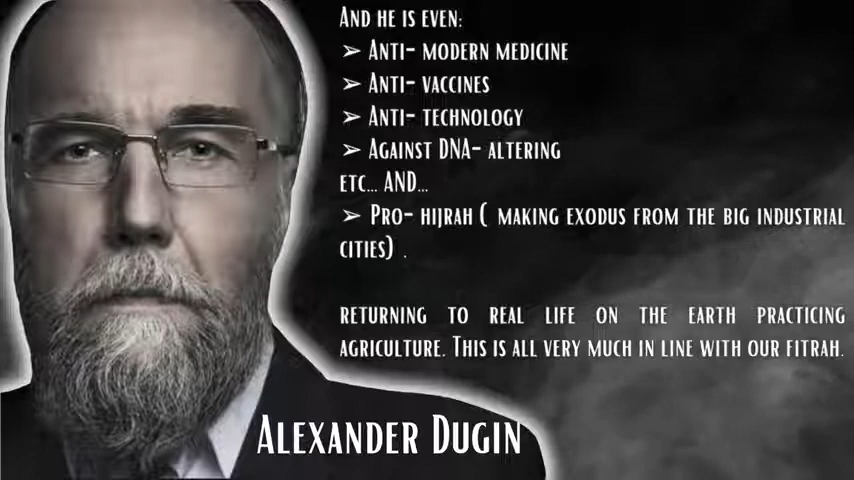 And he is even:
➢ Anti- modern medicine
➢ Anti- vaccines
➢ Anti- technology
➢ Against DNA- altering
etc... and...
➢ Pro- hijrah ( making exodus from the big industrial
cities) .
returning to real life on the earth practicing
agriculture. This is all very much in line with our fitrah.
Alexander Dugin